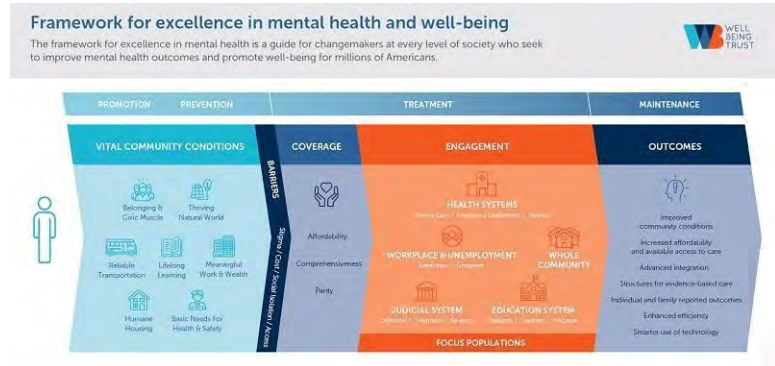 Framework for excellence in mental health and well-being
The framework for excellence in mental health is a guide for changemakers at every level of society who seek
to improve mental health outcomes and promote well-being for millions of Americans.
WELL
BEING
TRUST
PROMOTION
PREVENTION
TREATMENT
MAINTENANCE
VITAL COMMUNITY CONDITIONS
Belonging &
Civic Muscle
Thriving
Natural World
Reliable
Transportation
Lifelong
Learning
Meaningful
Work & Wealth
Humane
Housing
Basic Needs For
Health & Safety
BARRIERS
Stigma / Cost / Social Isolation / Access
COVERAGE
Affordability
Comprehensiveness
Parity
ENGAGEMENT
HEALTH SYSTEMS
WORKPLACE & UNEMPLOYMENT
WHOLE
COMMUNITY
JUDICIAL SYSTEM
EDUCATION SYSTEM
FOCUS POPULATIONS
OUTCOMES
Improved
community conditions
Increased affordability
and available access to care
Advanced integration
Structures for evidence-based care
Individual and family reported outcomes
Enhanced efficiency
Smarter use of technology